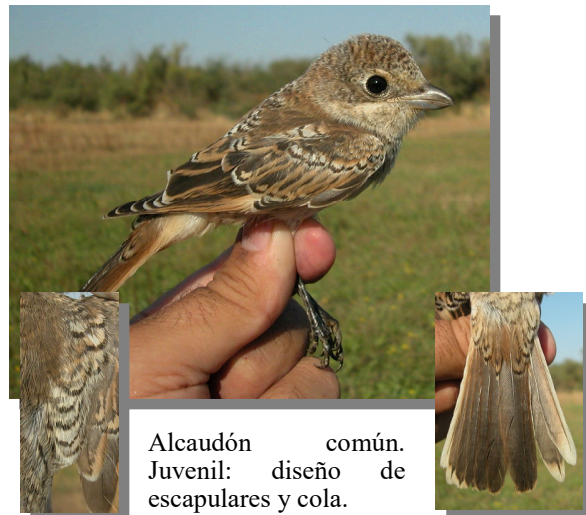 Alcaudón común.
Juvenil: diseño de
escapulares y cola.